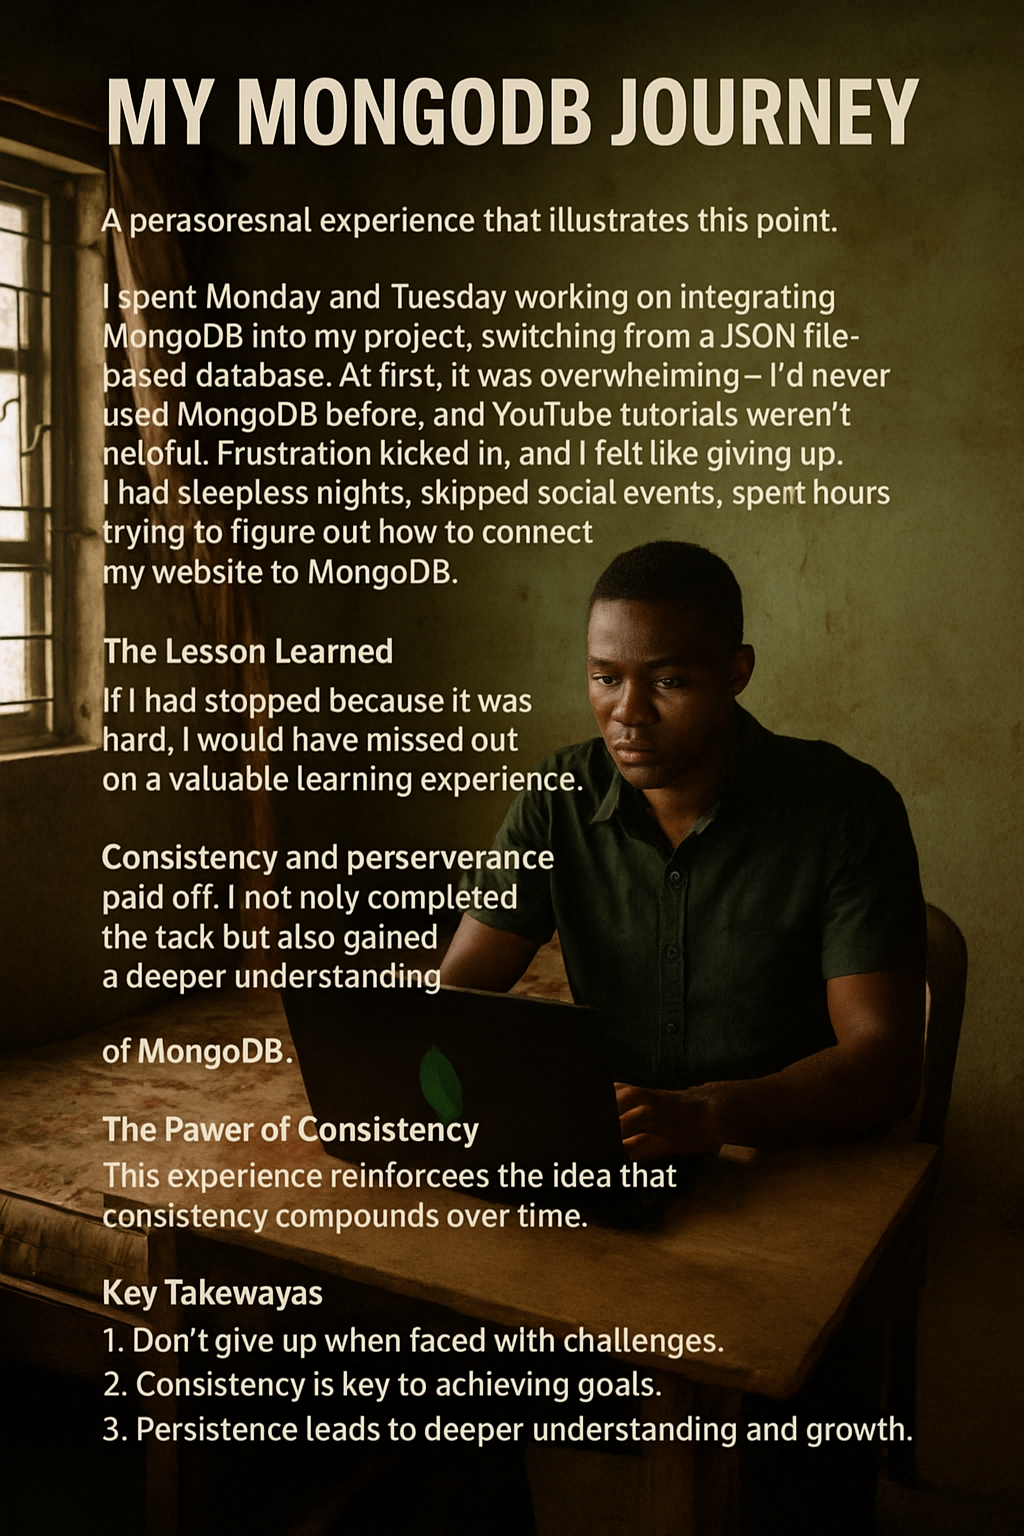 MY MONGODB JOURNEY
A perasoresnal experience that illustrates this point.
I spent Monday and Tuesday working on integrating
MongoDB into my project, switching from a JSON file-
based database. At first, it was overwheiming – I'd never
used MongoDB before, and YouTube tutorials weren't
neloful. Frustration kicked in, and I felt like giving up.
I had sleepless nights, skipped social events, spent hours
trying to figure out how to connect
my website to MongoDB.
The Lesson Learned
If I had stopped because it was
hard, I would have missed out
on a valuable learning experience.
Consistency and perserverance
paid off. I not noly completed
the tack but also gained
a deeper understanding
of MongoDB.
The Pawer of Consistency
This experience reinforcees the idea that
consistency compounds over time.
Key Takewayas
1. Don't give up when faced with challenges.
2. Consistency is key to achieving goals.
3. Persistence leads to deeper understanding and growth.